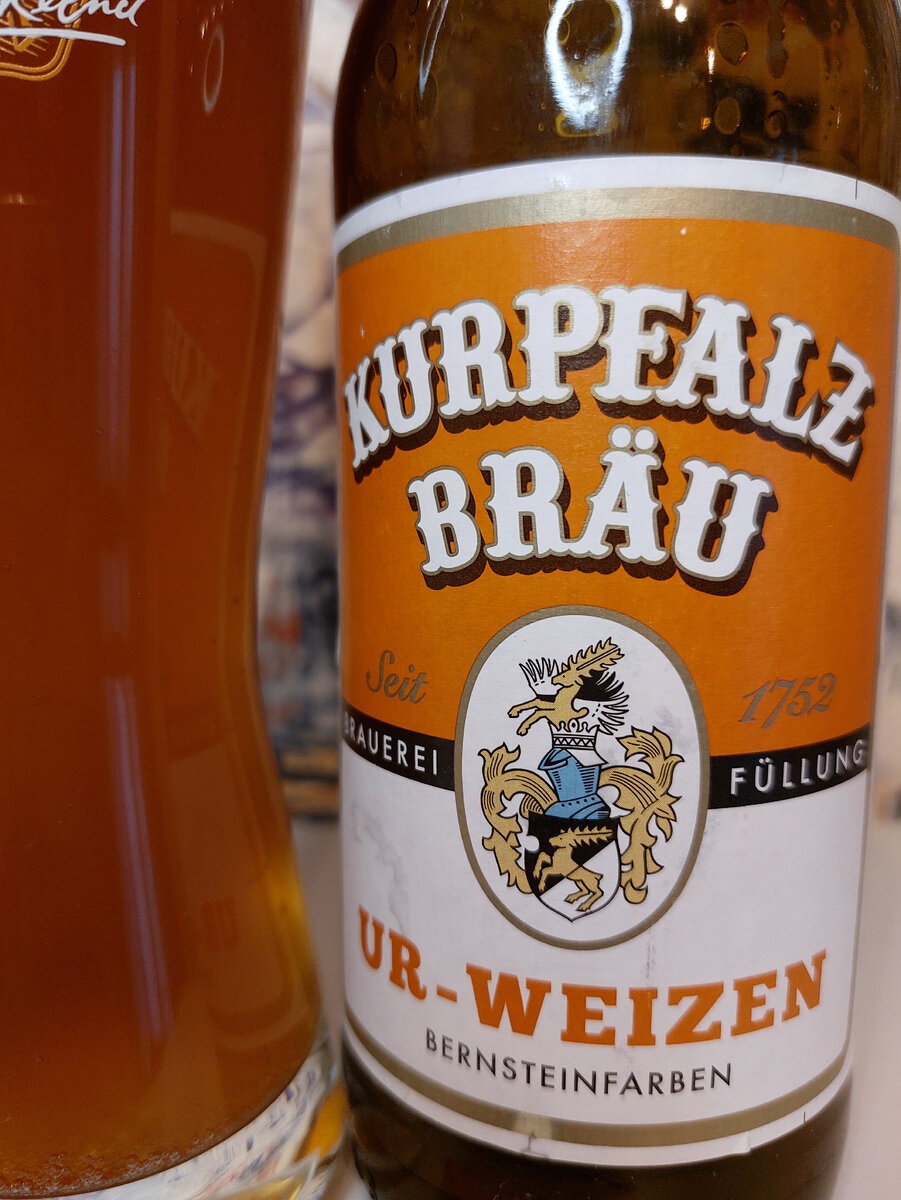 KURPFALZ
BRÄU
Seit 1752
BRAUEREI FÜLLUNG
UR-WEIZEN
BERNSTEINFARBEN